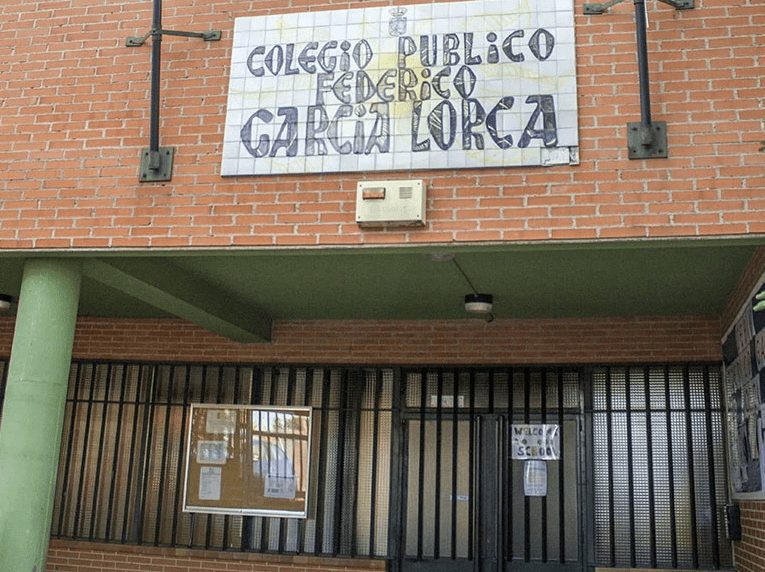 COLEGIO PUBLICO
FEDERICO
GARCIA LORCA
WELCOME
TO OUR
SCHOOL